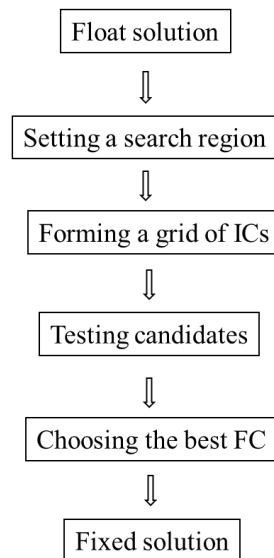 Float solution
Setting a search region
Forming a grid of ICs
Testing candidates
Choosing the best FC
Fixed solution